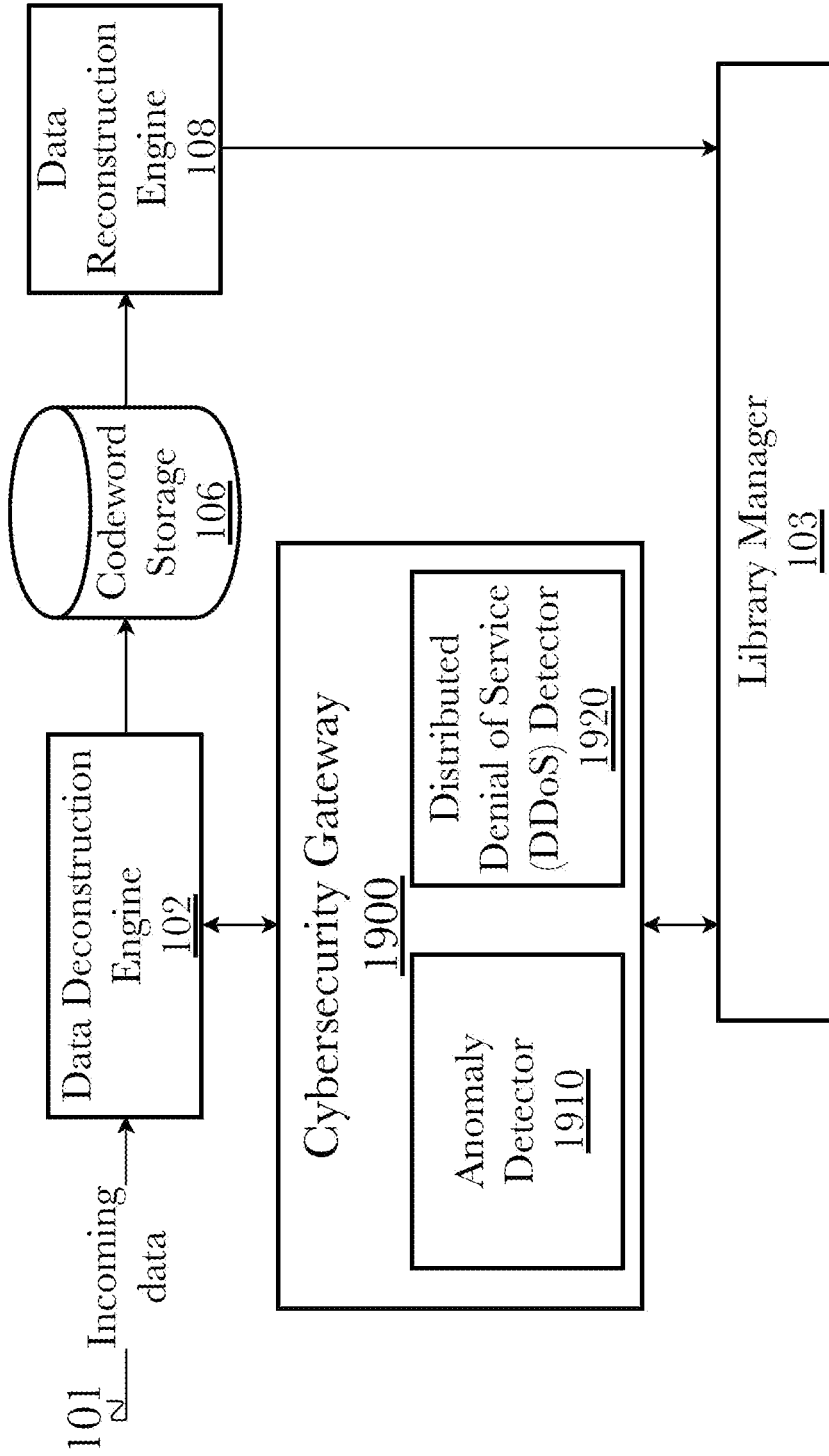 101
Incoming
data
Data Deconstruction
Engine
102
Codeword
Storage
106
Data
Reconstruction
Engine
108
Cybersecurity Gateway
1900
Anomaly
Detector
1910
Distributed
Denial of Service
(DDoS) Detector
1920
Library Manager
103